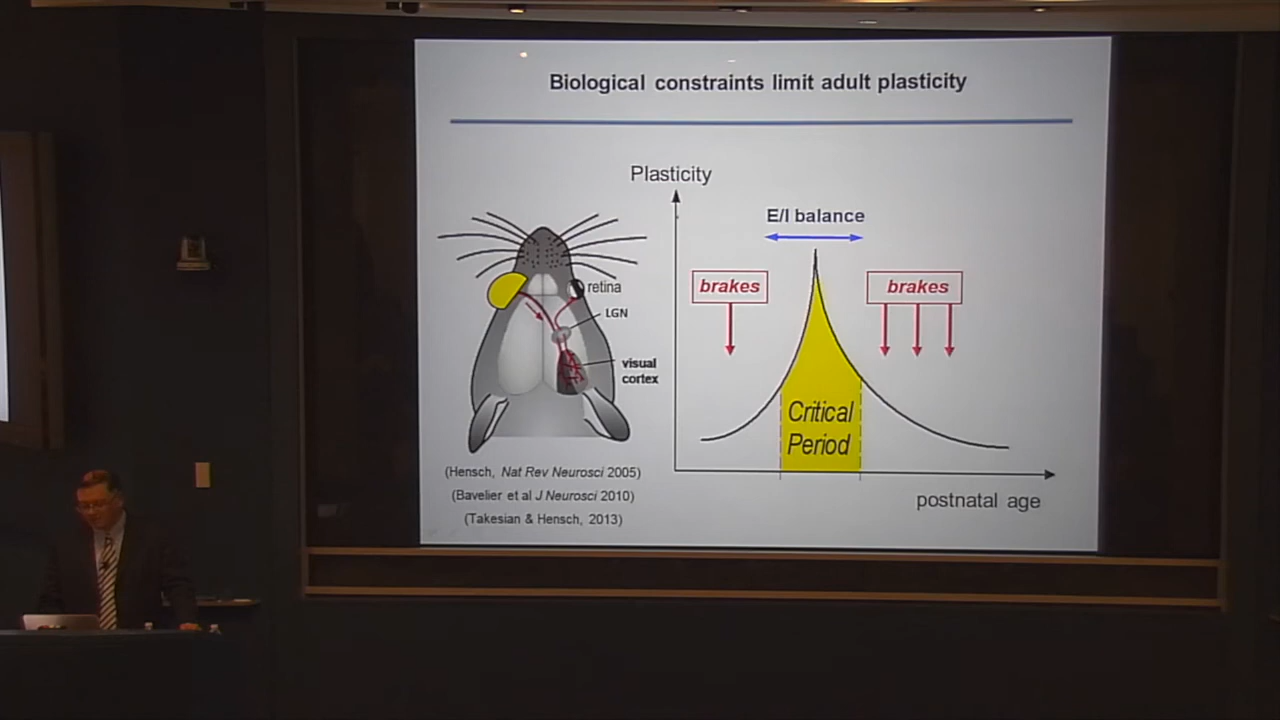 Biological constraints limit adult plasticity
Plasticity
E/I balance
brakes
brakes
retina
LGN
visual
cortex
Critical
Period
(Hensch, Nat Rev Neurosci 2005)
(Bavelier et al J Neurosci 2010)
(Takesian & Hensch, 2013)
postnatal age